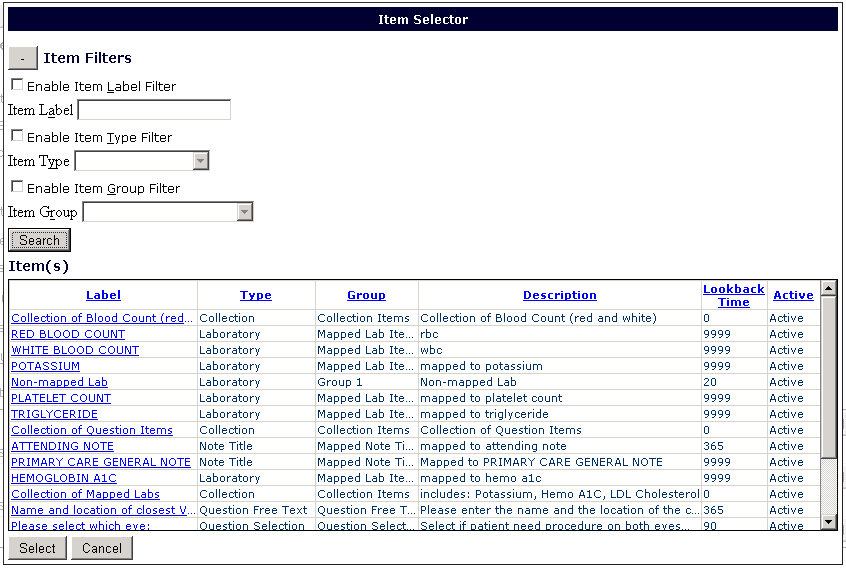 Item Selector
- Item Filters
Enable Item Label Filter
Item Label
Enable Item Type Filter
Item Type
Enable Item Group Filter
Item Group
Search
Item(s)
Label Type Group Description Lookback Time Active
Collection of Blood Count (red... Collection Collection Items Collection of Blood Count (red and white) 0 Active
RED BLOOD COUNT Laboratory Mapped Lab Ite... rbc 9999 Active
WHITE BLOOD COUNT Laboratory Mapped Lab Ite... wbc 9999 Active
POTASSIUM Laboratory Mapped Lab Ite... mapped to potassium 9999 Active
Non-mapped Lab Laboratory Group 1 Non-mapped Lab 20 Active
PLATELET COUNT Laboratory Mapped Lab Ite... mapped to platelet count 9999 Active
TRIGLYCERIDE Laboratory Mapped Lab Ite... mapped to triglyceride 9999 Active
Collection of Question Items Collection Collection Items Collection of Question Items 0 Active
ATTENDING NOTE Note Title Mapped Note Ti... mapped to attending note 365 Active
PRIMARY CARE GENERAL NOTE Note Title Mapped Note Ti... Mapped to PRIMARY CARE GENERAL NOTE 9999 Active
HEMOGLOBIN A1C Laboratory Mapped Lab Ite... mapped to hemo a1c 9999 Active
Collection of Mapped Labs Collection Collection Items includes: Potassium, Hemo A1C, LDL Cholesterol 0 Active
Name and location of closest V... Question Free Text Question Free T... Please enter the name and the location of the c... 365 Active
Please select which eye: Question Selection Question Select... Select if patient need procedure on both eyes... 90 Active
Select Cancel